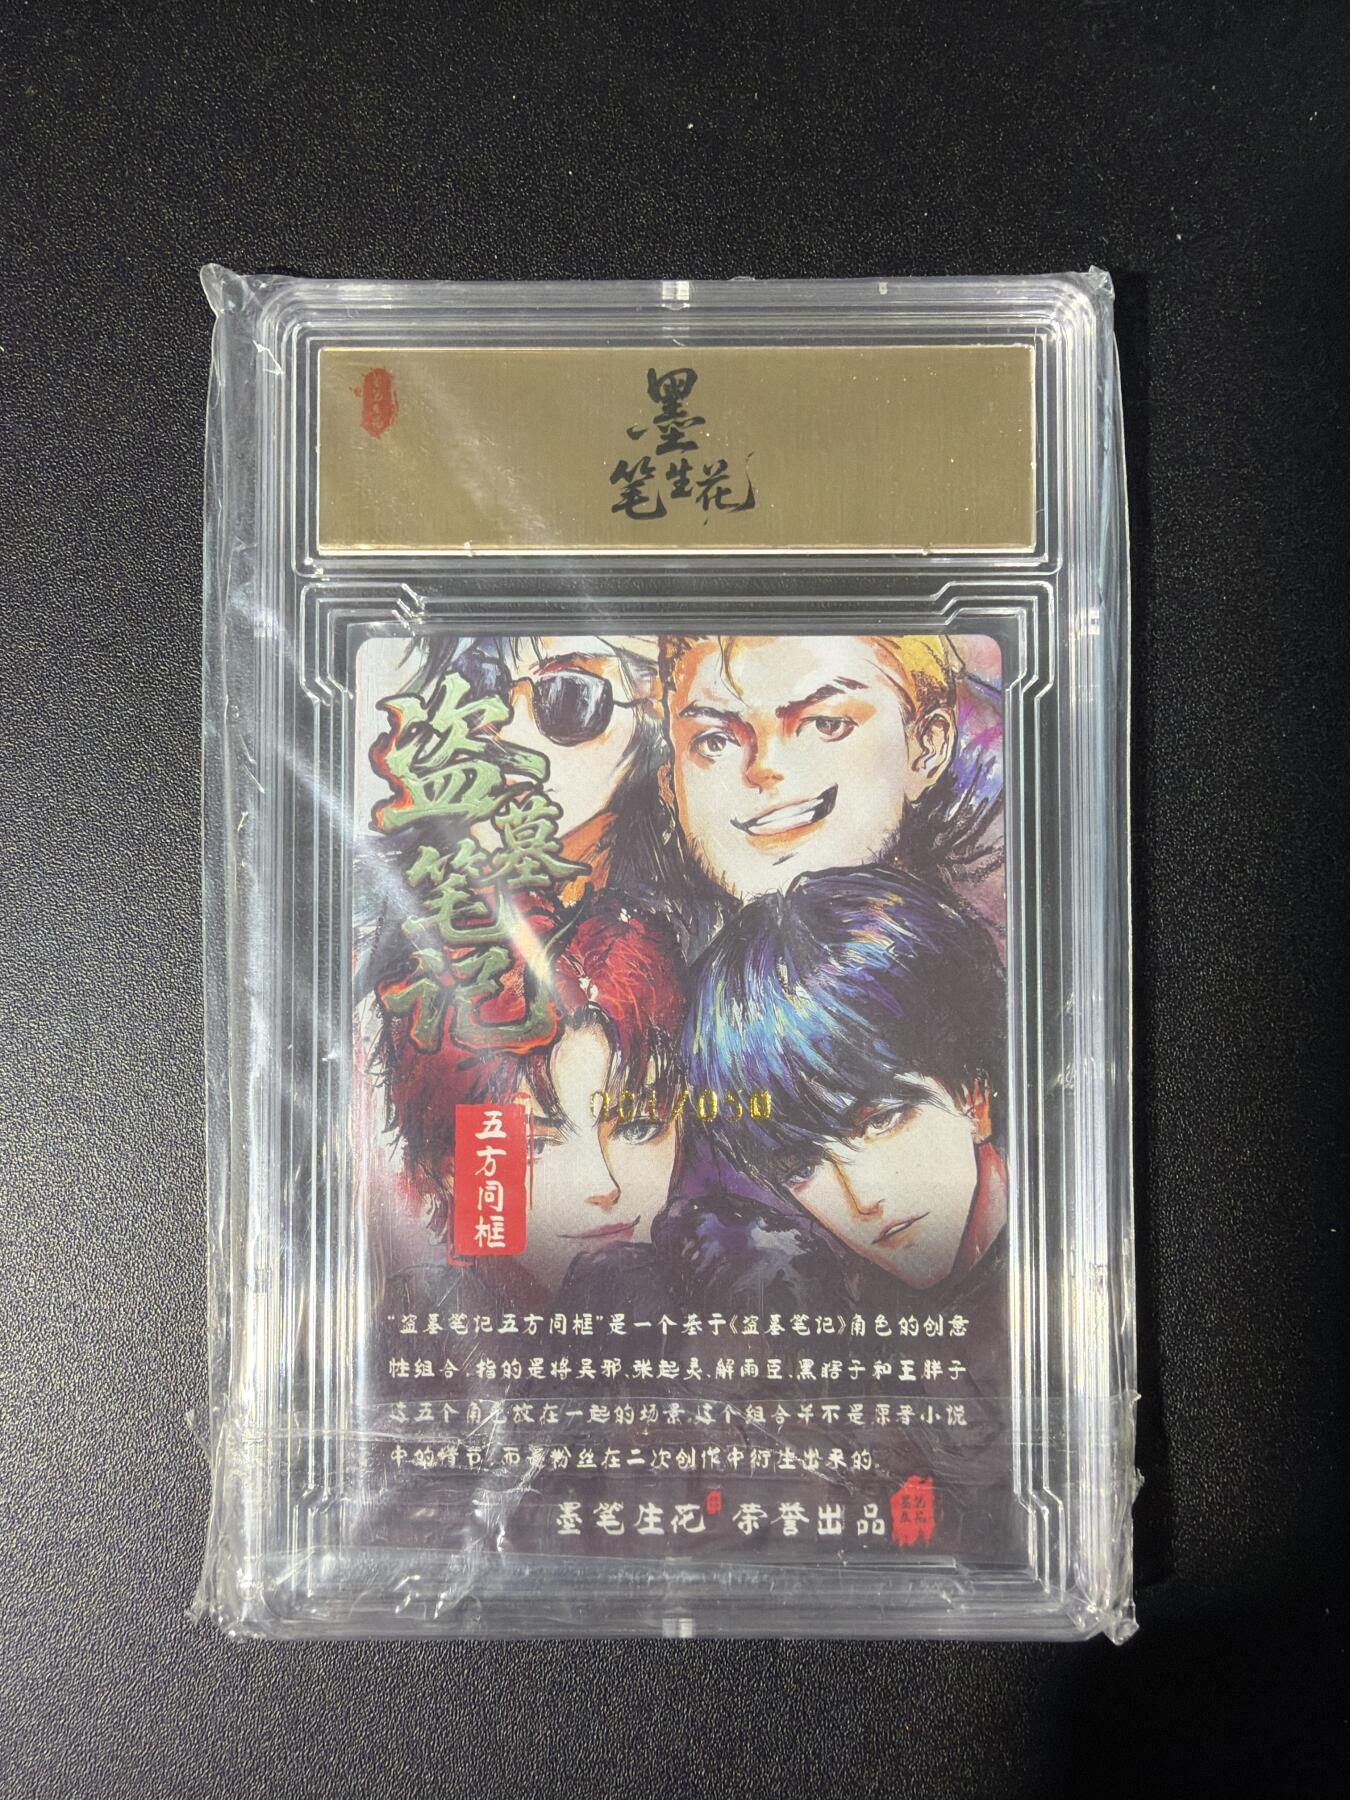 墨
笔生花
盗墓笔记
001/050
五方同框
“盗墓笔记五方同框”是一个基于《盗墓笔记》角色的创意
性组合.指的是将吴邪、张起灵、解雨臣、黑瞎子和王胖子
这五个角色放在一起的场景.这个组合并不是原著小说
中的情节.而是粉丝在二次创作中衍生出来的.
墨笔生花 荣誉出品